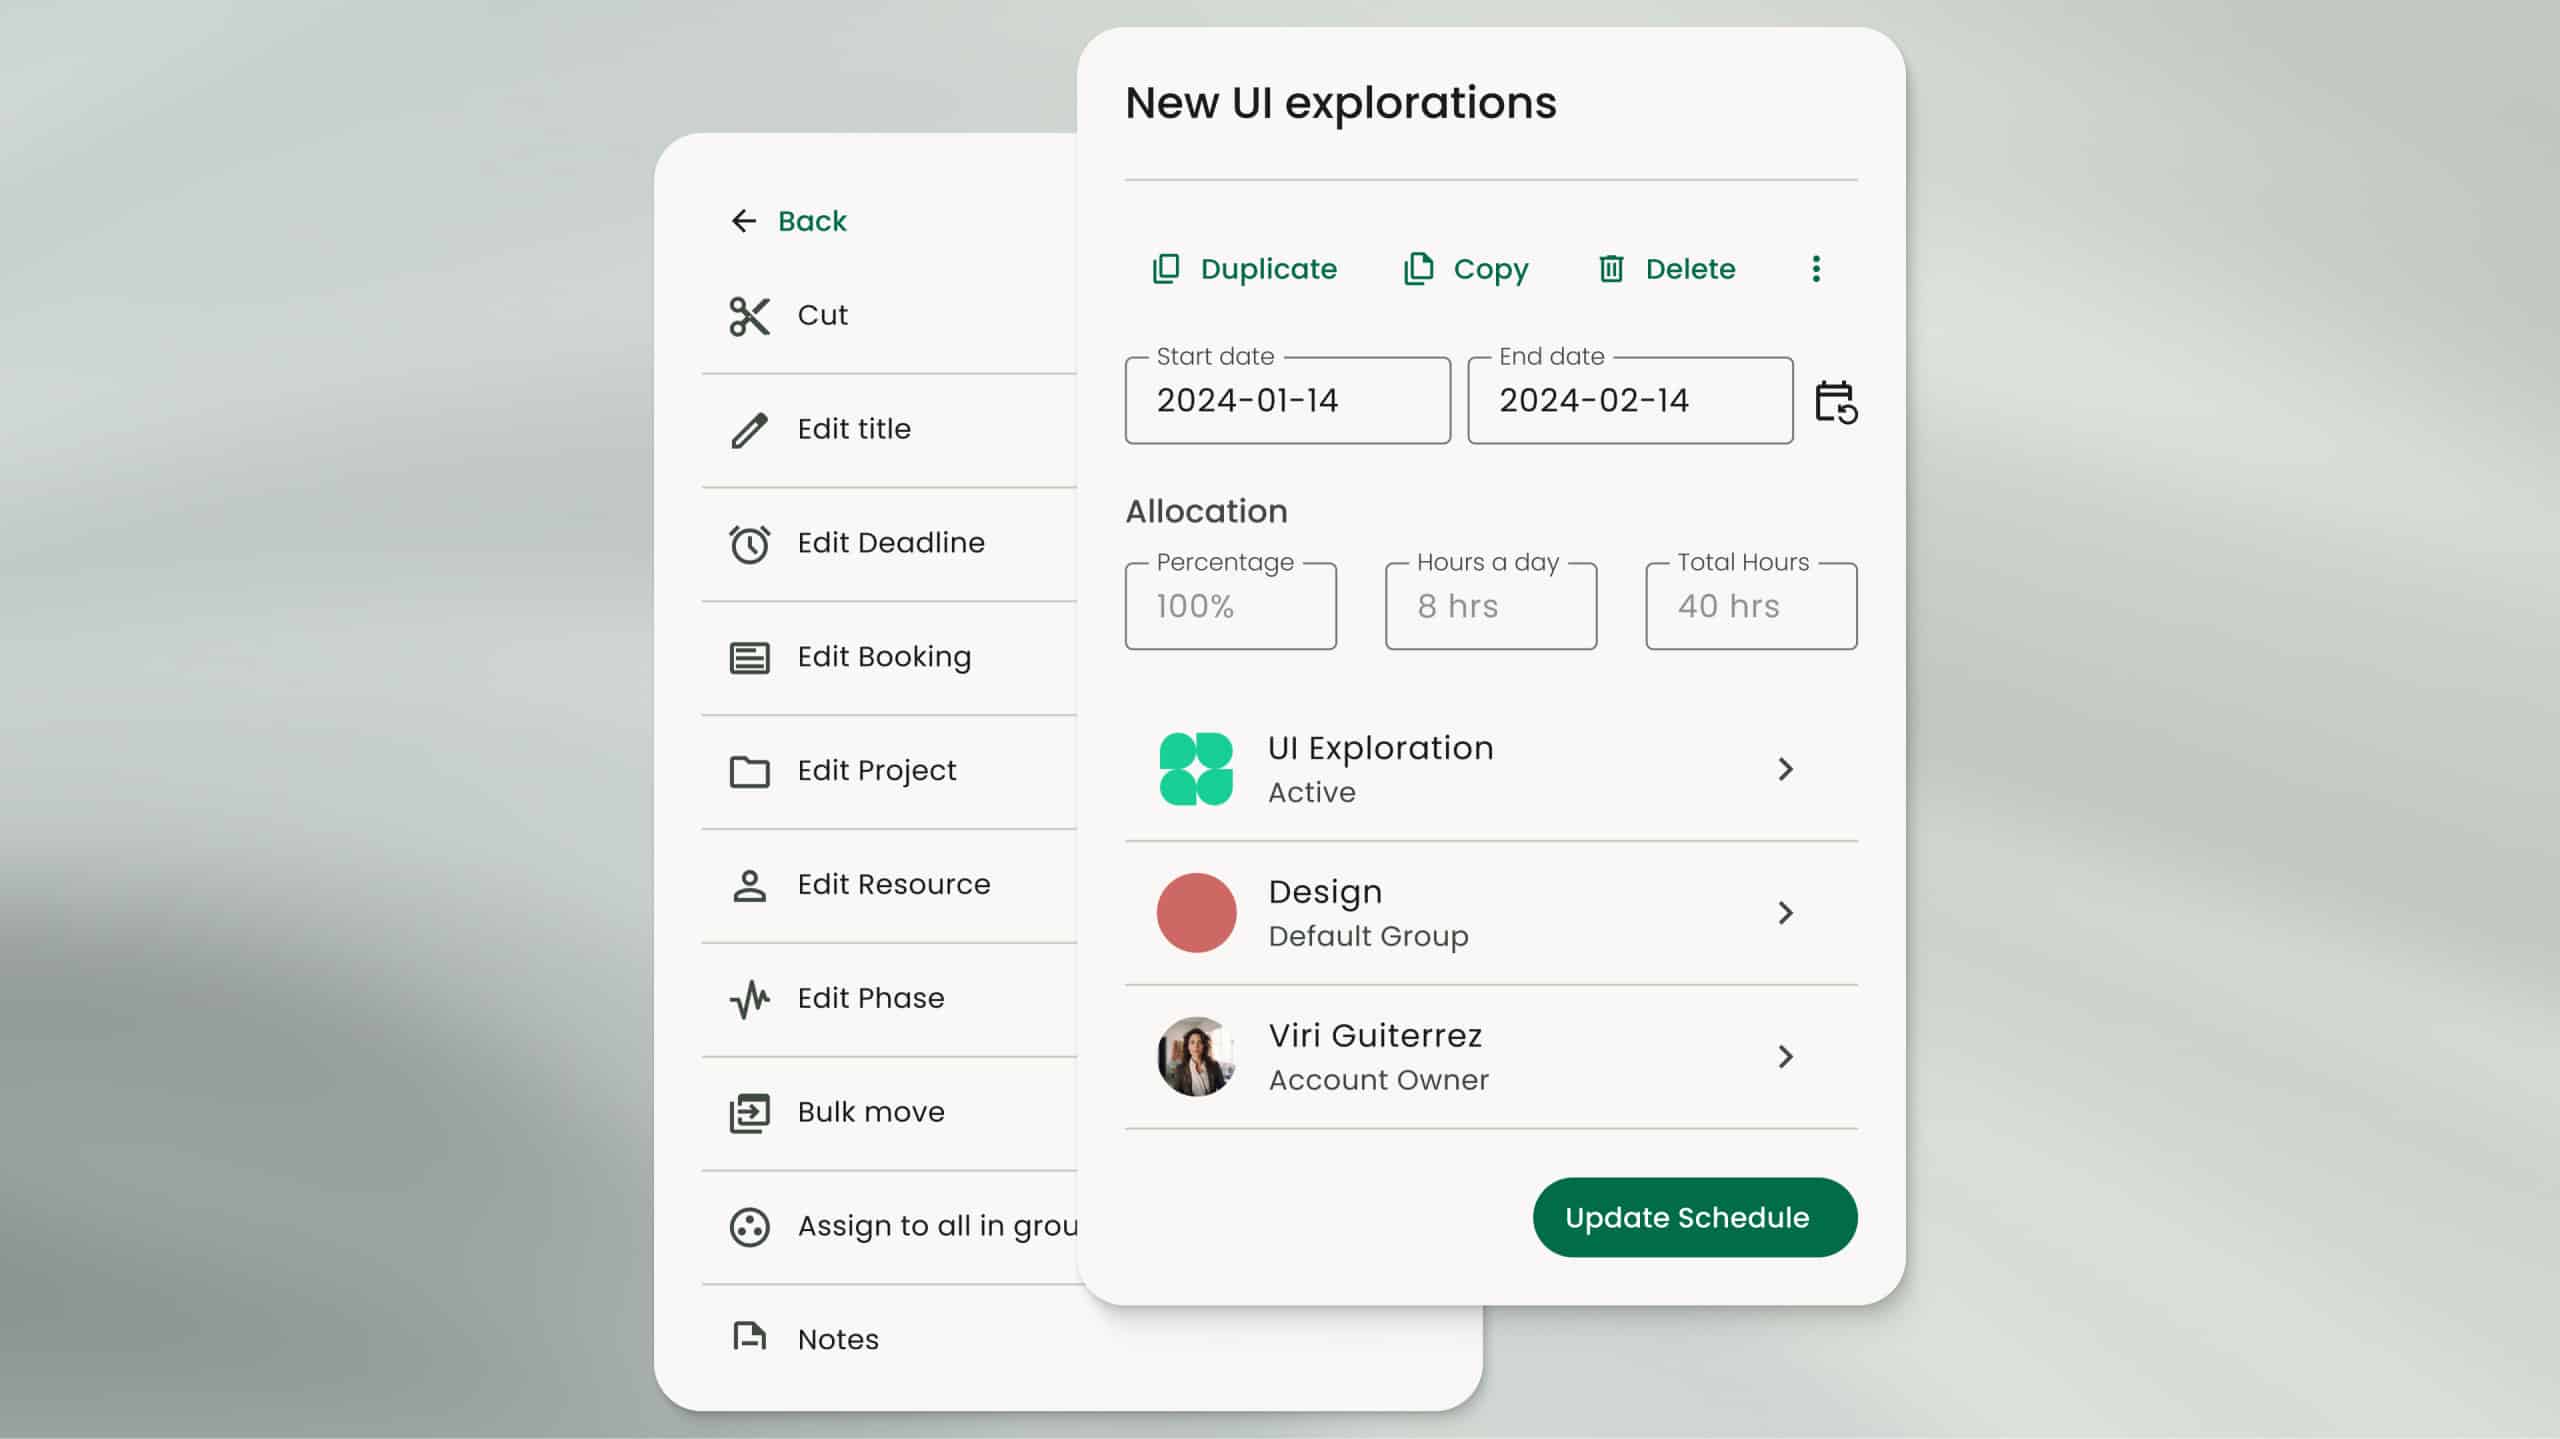 Back
Cut
Edit title
Edit Deadline
Edit Booking
Edit Project
Edit Resource
Edit Phase
Bulk move
Assign to all in grou
Notes
New UI explorations
Duplicate
Copy
Delete
Start date
2024-01-14
End date
2024-02-14
Allocation
Percentage
100%
Hours a day
8 hrs
Total Hours
40 hrs
UI Exploration
Active
Design
Default Group
Viri Guiterrez
Account Owner
Update Schedule